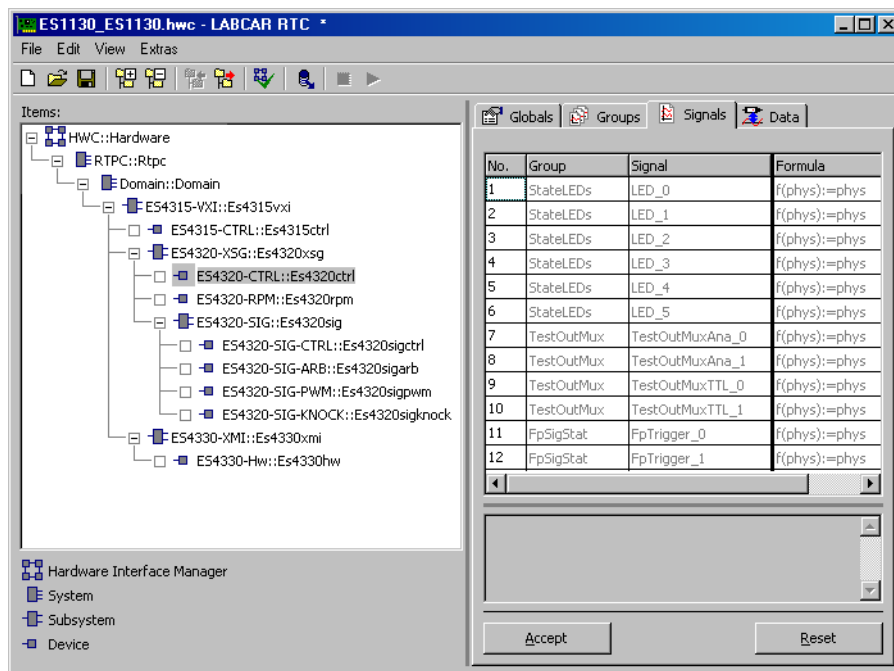 ES1130_ES1130.hwc - LABCAR RTC *
File Edit View Extras
Items:
HWC::Hardware
RTPC::Rtpc
Domain::Domain
ES4315-VXI::Es4315vxi
ES4315-CTRL::Es4315ctrl
ES4320-XSG::Es4320xsg
ES4320-CTRL::Es4320ctrl
ES4320-RPM::Es4320rpm
ES4320-SIG::Es4320sig
ES4320-SIG-CTRL::Es4320sigctrl
ES4320-SIG-ARB::Es4320sigarb
ES4320-SIG-PWM::Es4320sigpwm
ES4320-SIG-KNOCK::Es4320sigknock
ES4330-XMI::Es4330xmi
ES4330-Hw::Es4330hw
Hardware Interface Manager
System
Subsystem
Device
Globals Groups Signals Data
No. Group Signal Formula
1 StateLEDs LED_0 f(phys):=phys
2 StateLEDs LED_1 f(phys):=phys
3 StateLEDs LED_2 f(phys):=phys
4 StateLEDs LED_3 f(phys):=phys
5 StateLEDs LED_4 f(phys):=phys
6 StateLEDs LED_5 f(phys):=phys
7 TestOutMux TestOutMuxAna_0 f(phys):=phys
8 TestOutMux TestOutMuxAna_1 f(phys):=phys
9 TestOutMux TestOutMuxTTL_0 f(phys):=phys
10 TestOutMux TestOutMuxTTL_1 f(phys):=phys
11 FpSigStat FpTrigger_0 f(phys):=phys
12 FpSigStat FpTrigger_1 f(phys):=phys
Accept Reset